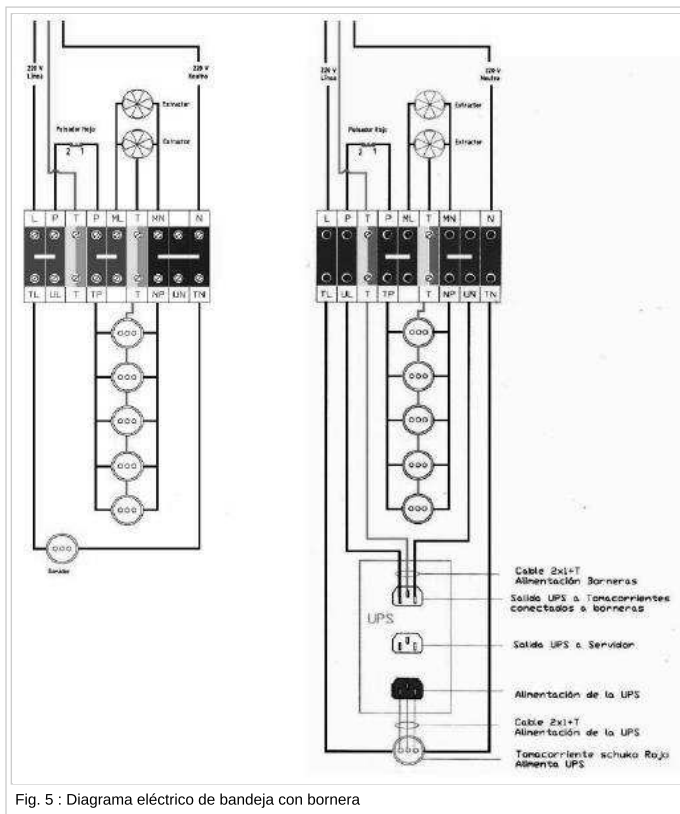 220 V
Línea
220 V
Neutro
Extractor
Extractor
Pulsador Rojo
2 1
L P T P ML T MN N
TL UL T TP T NP UN TN
Servidor
220 V
Línea
220 V
Neutro
Extractor
Extractor
Pulsador Rojo
2 1
L P T P ML T MN N
TL UL T TP T NP UN TN
Cable 2x1+T
Alimentación Borneras
Salida UPS a Tomacorrientes
conectados a borneras
UPS
Salida UPS a Servidor
Alimentación de la UPS
Cable 2x1+T
Alimentación de la UPS
Tomacorriente schuko Rojo
Alimenta UPS
Fig. 5 : Diagrama eléctrico de bandeja con bornera